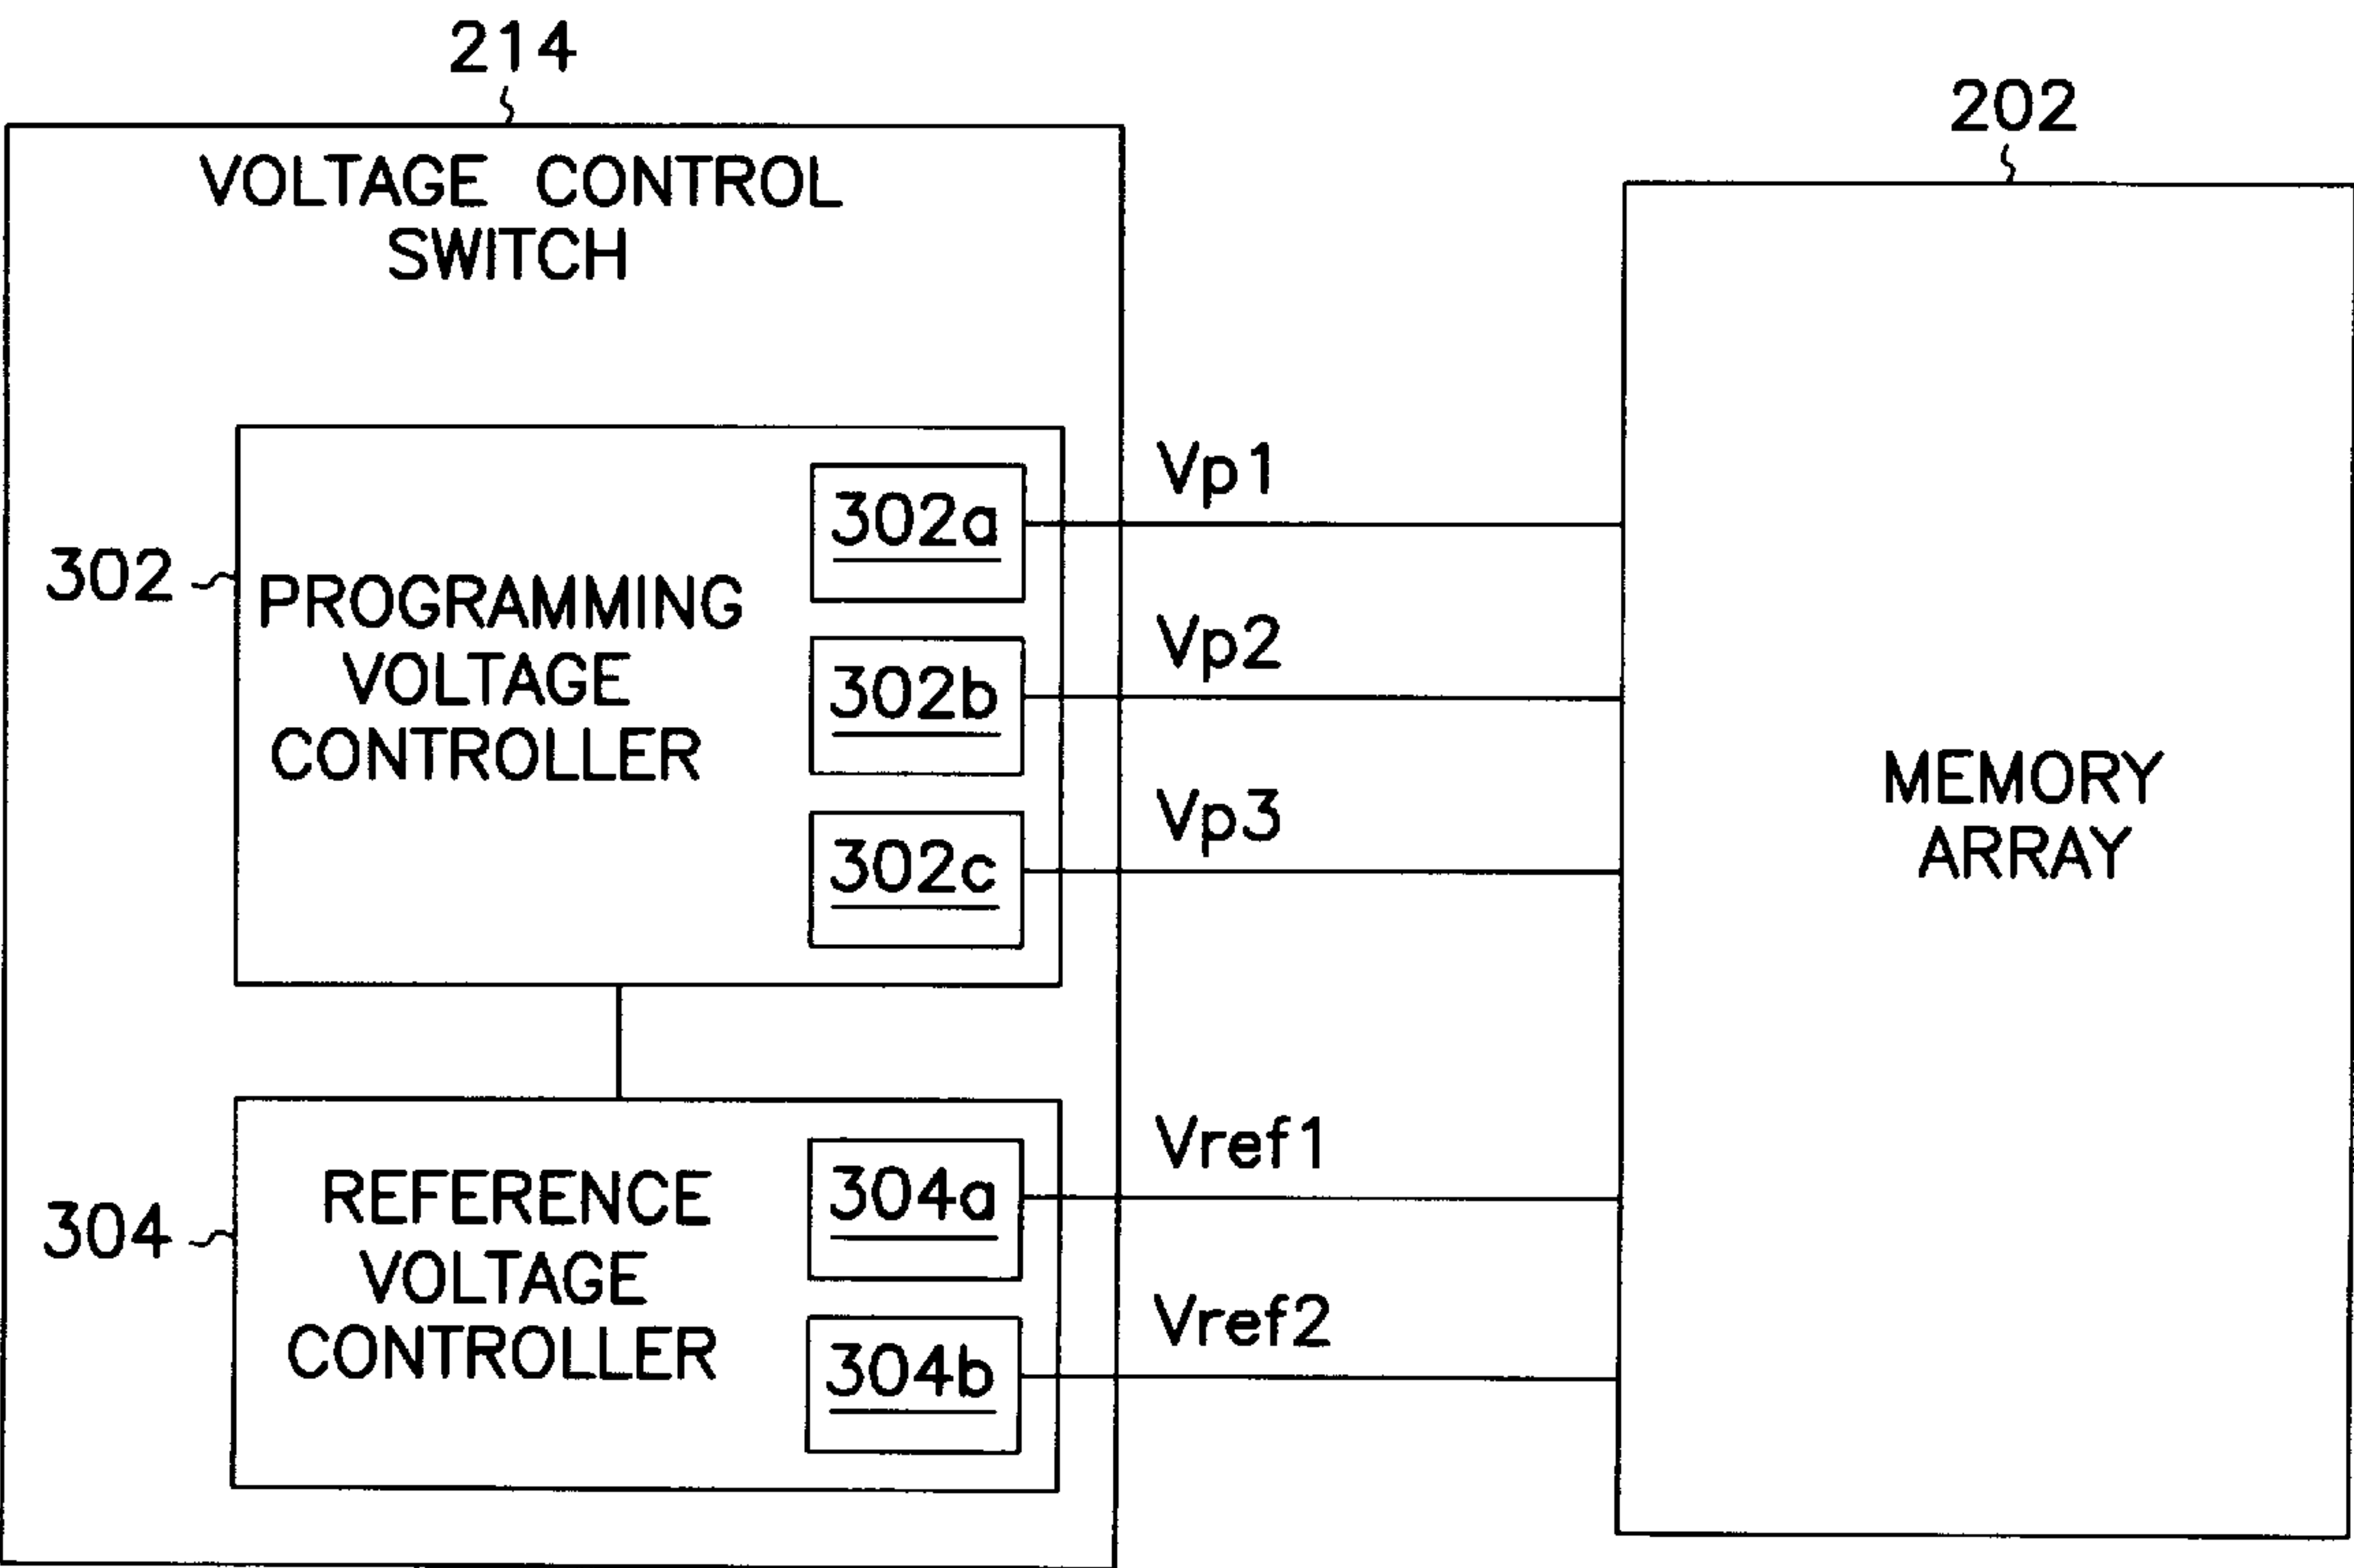 214
VOLTAGE CONTROL
SWITCH
202
302
PROGRAMMING
VOLTAGE
CONTROLLER
302a
302b
302c
Vp1
Vp2
Vp3
MEMORY
ARRAY
304
REFERENCE
VOLTAGE
CONTROLLER
304a
304b
Vref1
Vref2